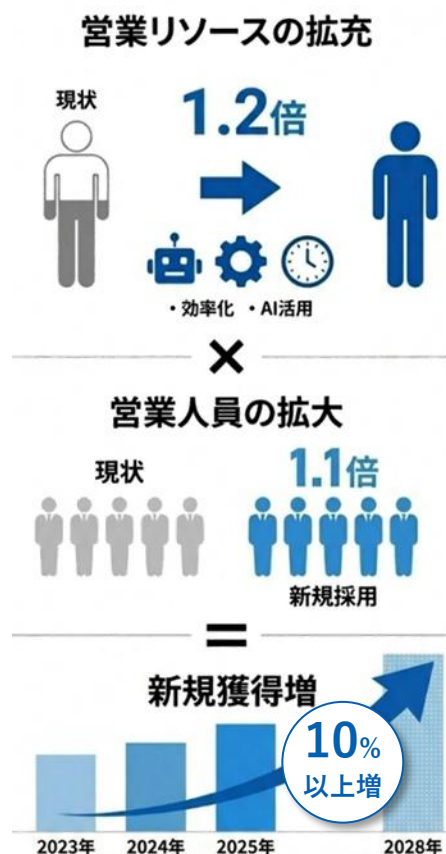 営業リソースの拡充
現状
1.2倍
・効率化 ・AI活用
×
営業人員の拡大
現状
1.1倍
新規採用
=
新規獲得増
10%
以上増
2023年 2024年 2025年 2028年